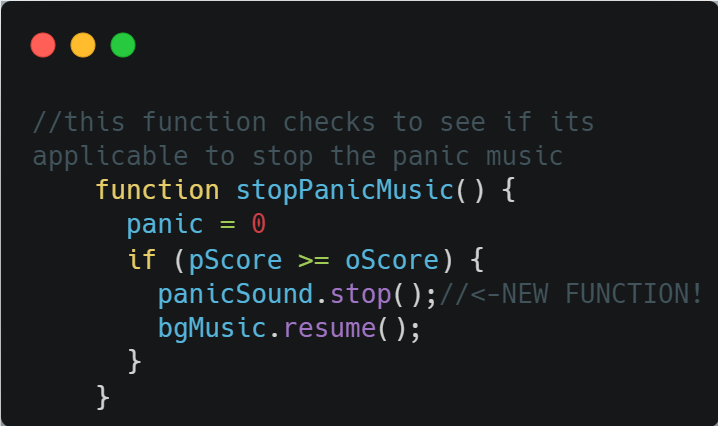 //this function checks to see if its
applicable to stop the panic music
function stopPanicMusic() {
panic = 0
if (pScore >= oScore) {
panicSound.stop();//<-NEW FUNCTION!
bgMusic.resume();
}
}